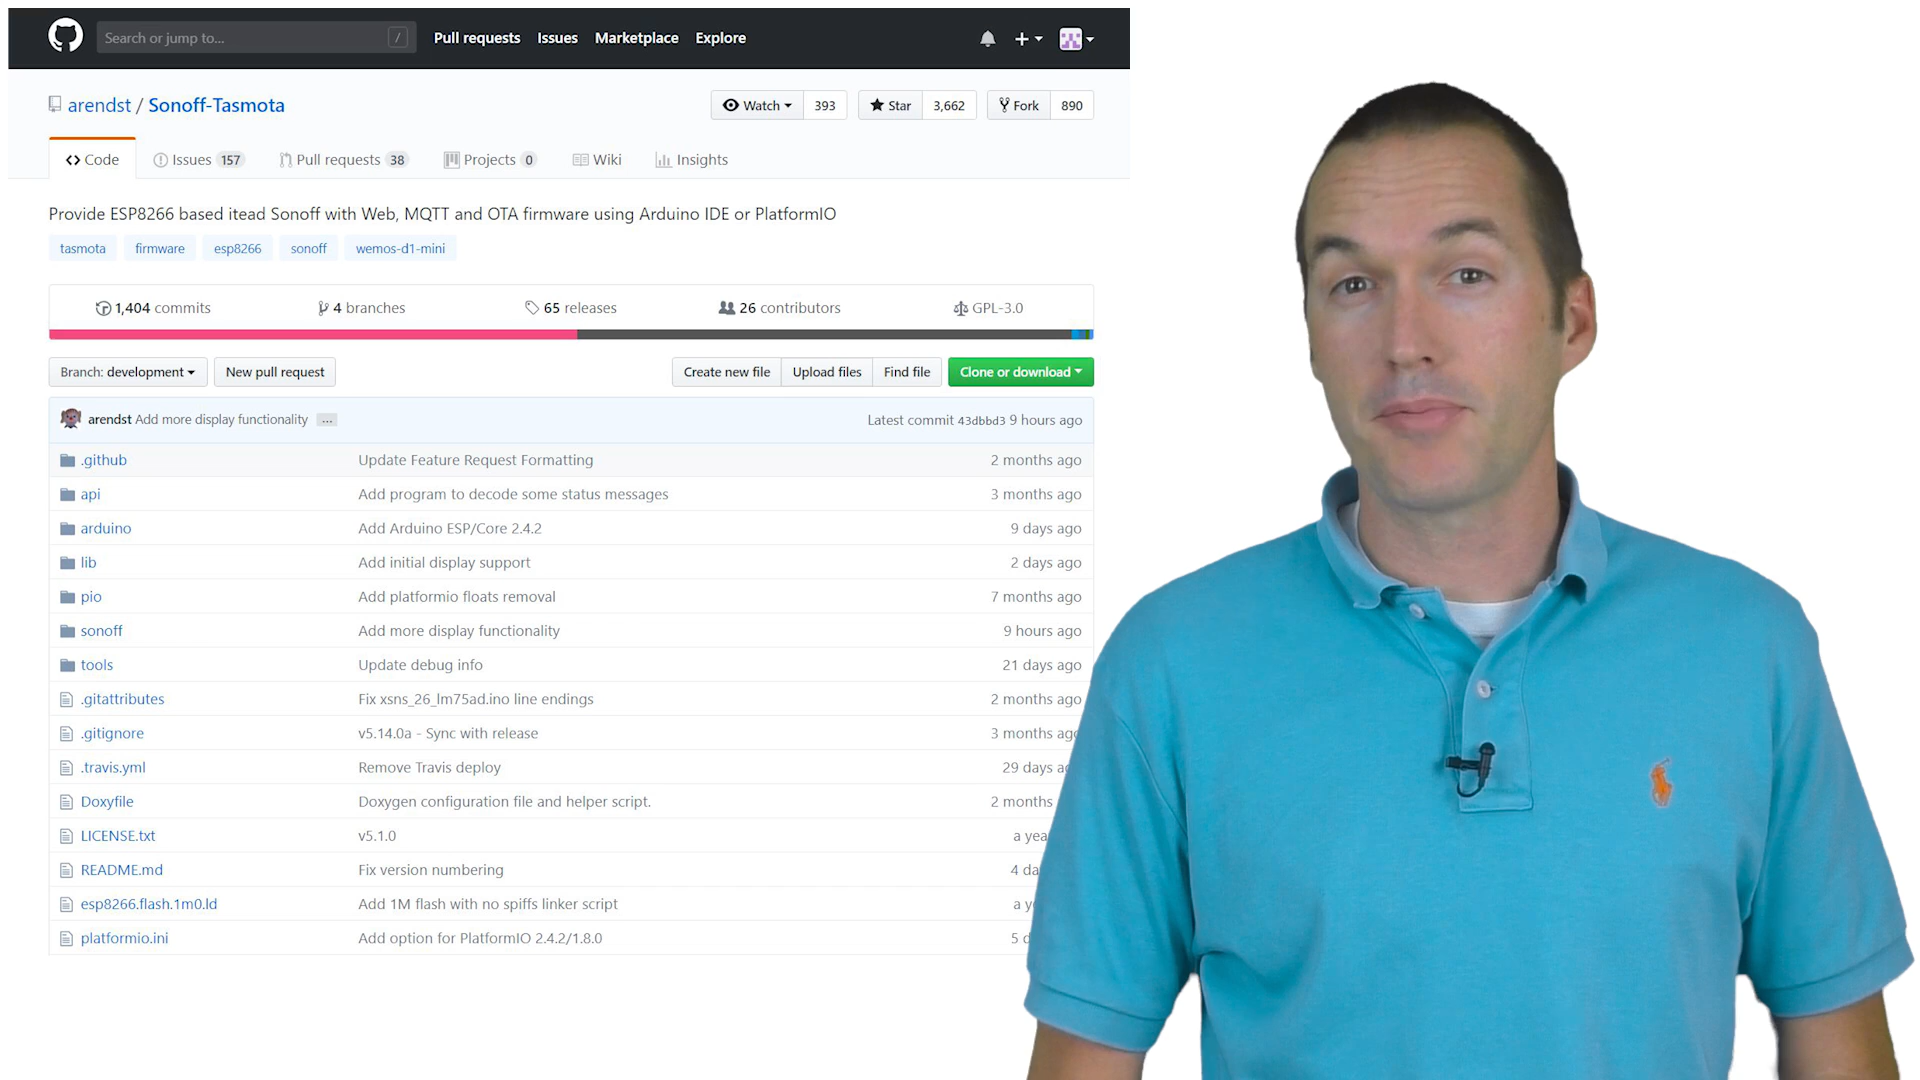 Search or jump to... / Pull requests Issues Marketplace Explore
arendst / Sonoff-Tasmota Watch 393 Star 3,662 Fork 890
Code Issues 157 Pull requests 38 Projects 0 Wiki Insights
Provide ESP8266 based itead Sonoff with Web, MQTT and OTA firmware using Arduino IDE or PlatformIO
tasmota firmware esp8266 sonoff wemos-d1-mini
1,404 commits 4 branches 65 releases 26 contributors GPL-3.0
Branch: development New pull request Create new file Upload files Find file Clone or download
arendst Add more display functionality ... Latest commit 43dbbd3 9 hours ago
.github Update Feature Request Formatting 2 months ago
api Add program to decode some status messages 3 months ago
arduino Add Arduino ESP/Core 2.4.2 9 days ago
lib Add initial display support 2 days ago
pio Add platformio floats removal 7 months ago
sonoff Add more display functionality 9 hours ago
tools Update debug info 21 days ago
.gitattributes Fix xsns_26_lm75ad.ino line endings 2 months ago
.gitignore v5.14.0a - Sync with release 3 months ago
.travis.yml Remove Travis deploy 29 days
Doxyfile Doxygen configuration file and helper script. 2 months
LICENSE.txt v5.1.0 a
README.md Fix version numbering 4
esp8266.flash.1m0.ld Add 1M flash with no spiffs linker script a
platformio.ini Add option for PlatformIO 2.4.2/1.8.0 5